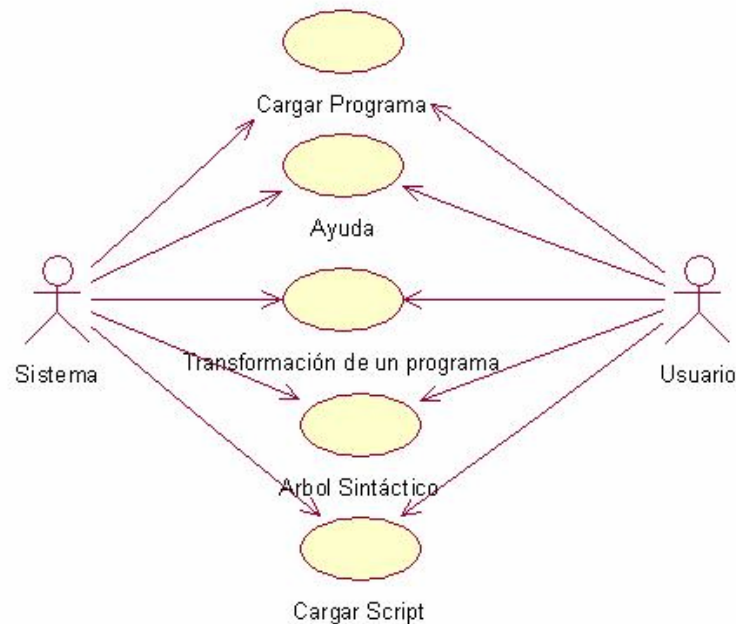 Cargar Programa
Ayuda
Transformación de un programa
Sistema
Usuario
Arbol Sintáctico
Cargar Script